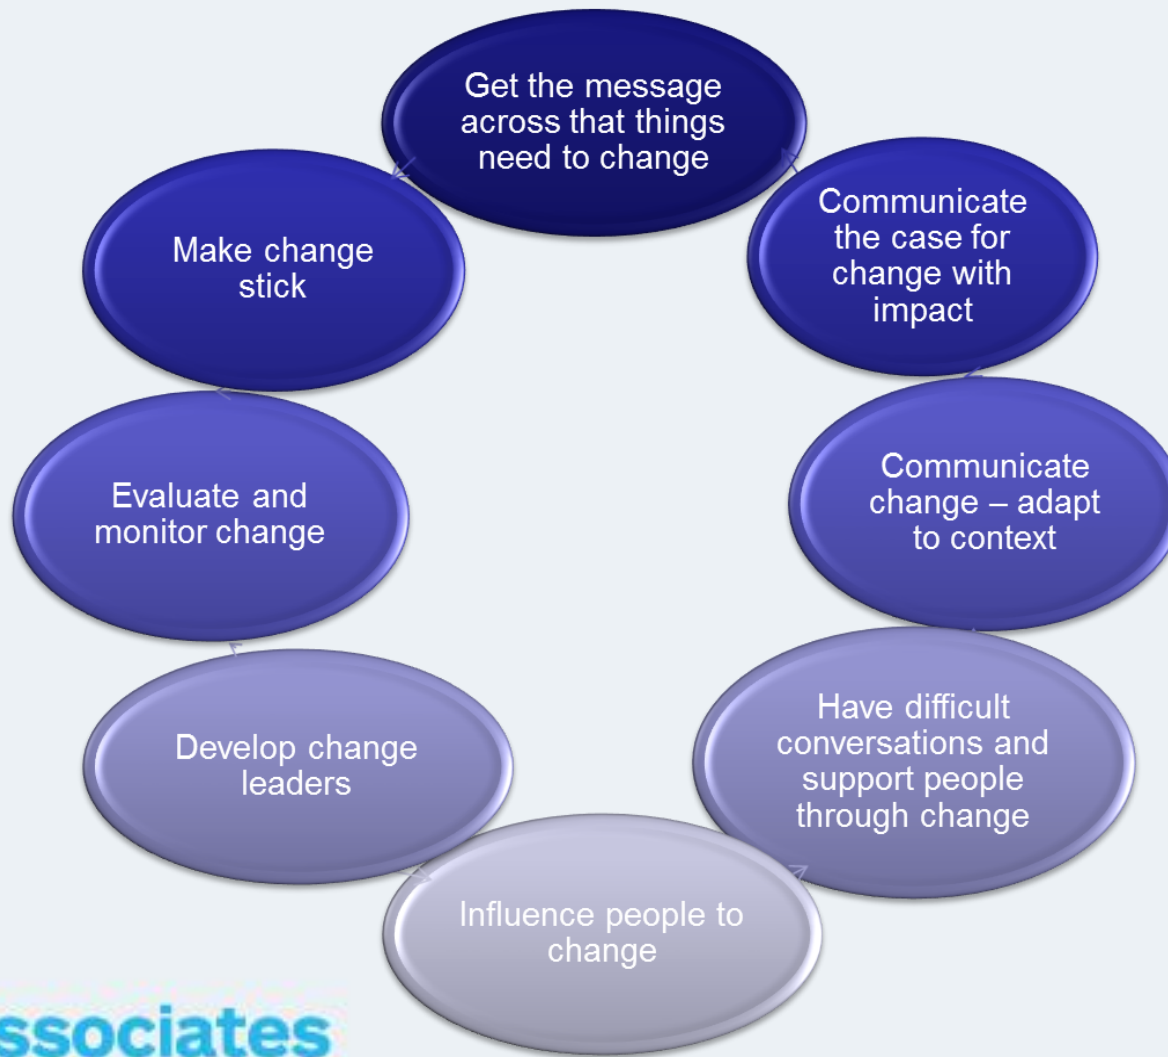 Get the message
across that things
need to change
Communicate
the case for
change with
impact
Communicate
change – adapt
to context
Have difficult
conversations and
support people
through change
Influence people to
change
Develop change
leaders
Evaluate and
monitor change
Make change
stick
ssociates